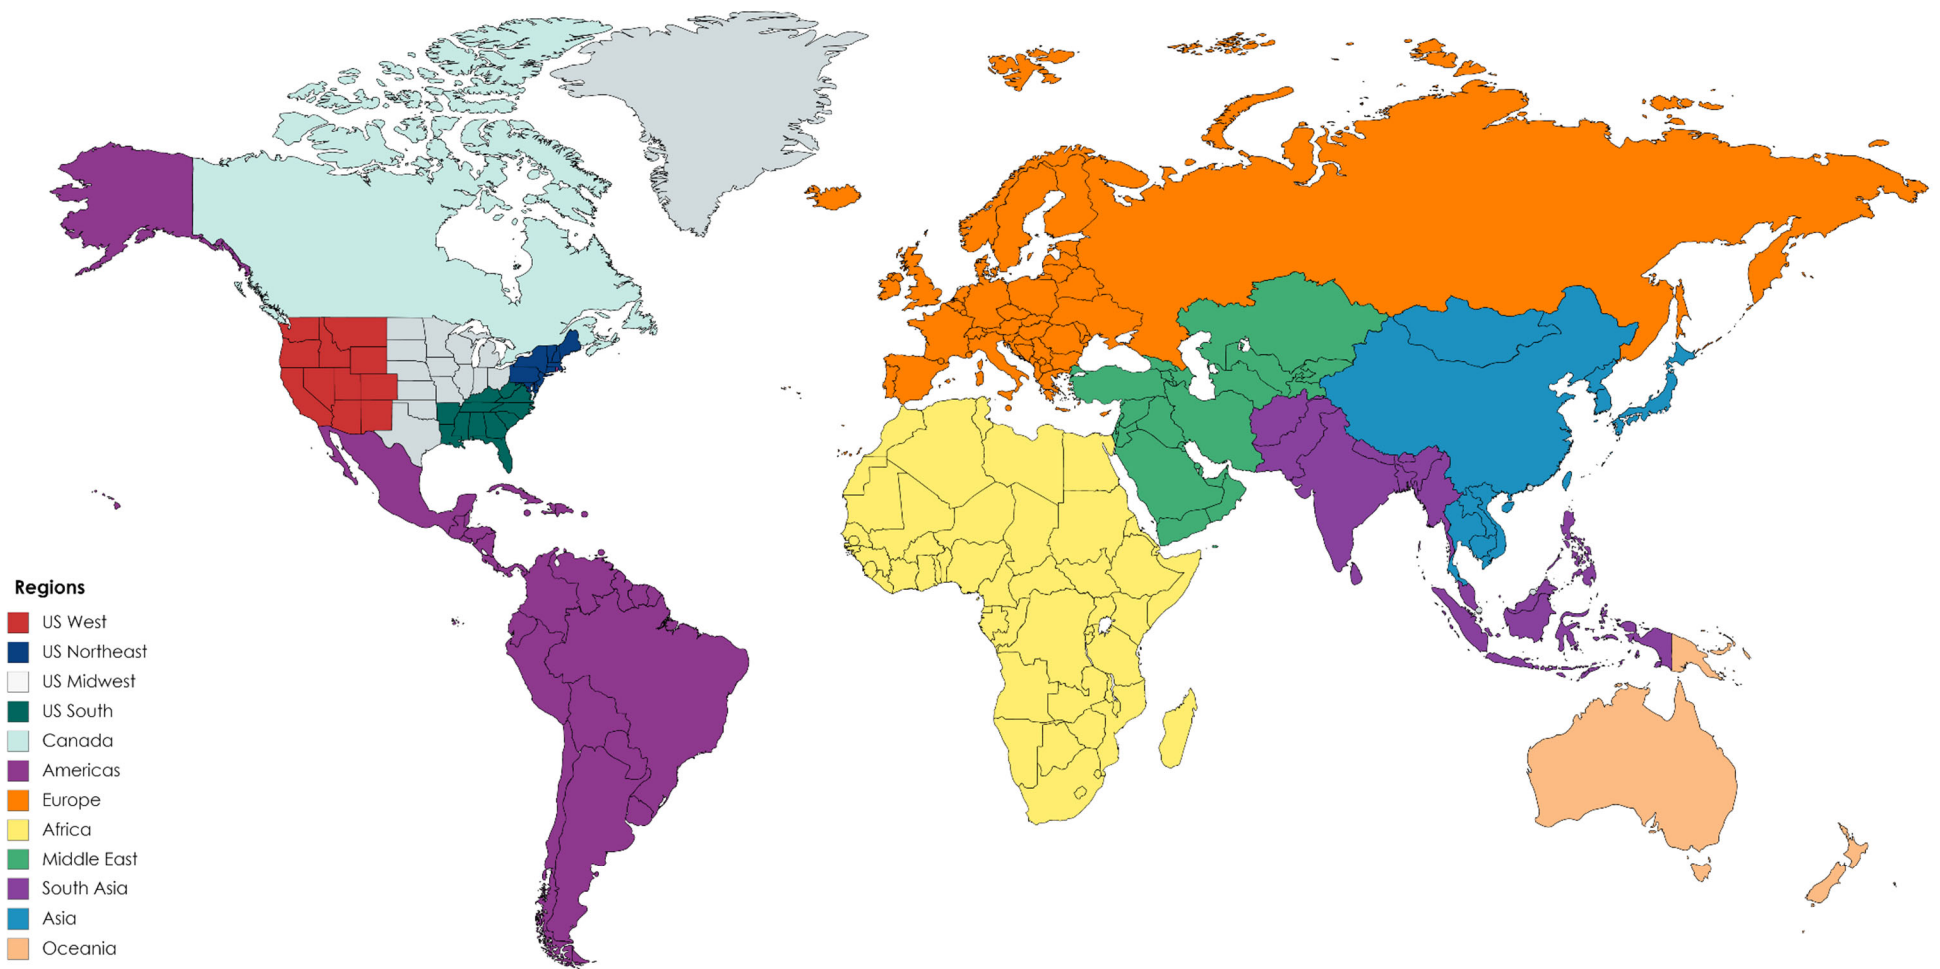 Regions
US West
US Northeast
US Midwest
US South
Canada
Americas
Europe
Africa
Middle East
South Asia
Asia
Oceania